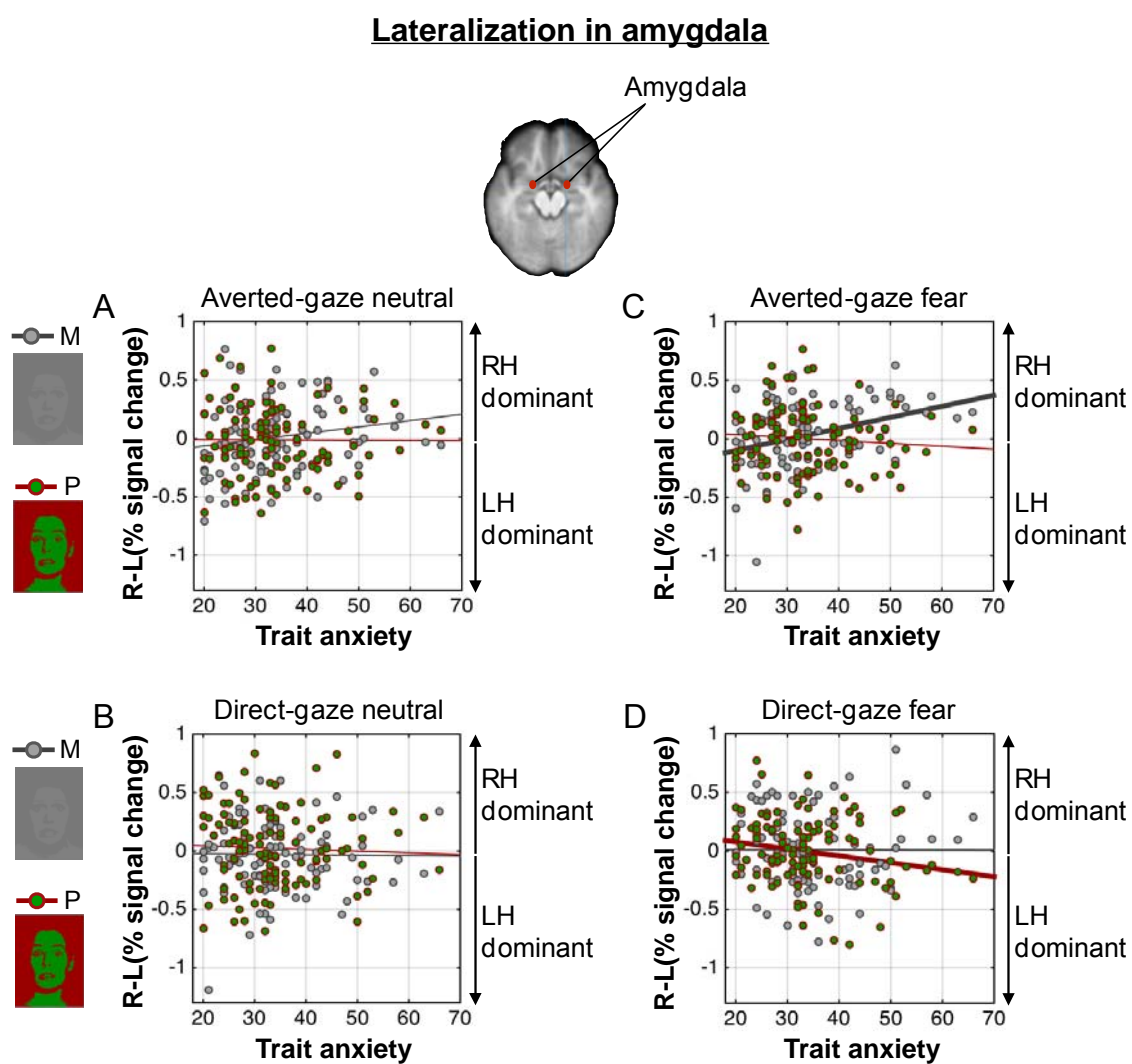 Lateralization in amygdala
Amygdala
A
Averted-gaze neutral
M
P
R-L(% signal change)
1
0.5
0
-0.5
-1
20 30 40 50 60 70
Trait anxiety
RH
dominant
LH
dominant
C
Averted-gaze fear
R-L(% signal change)
1
0.5
0
-0.5
-1
20 30 40 50 60 70
Trait anxiety
RH
dominant
LH
dominant
B
Direct-gaze neutral
M
P
R-L(% signal change)
1
0.5
0
-0.5
-1
20 30 40 50 60 70
Trait anxiety
RH
dominant
LH
dominant
D
Direct-gaze fear
R-L(% signal change)
1
0.5
0
-0.5
-1
20 30 40 50 60 70
Trait anxiety
RH
dominant
LH
dominant